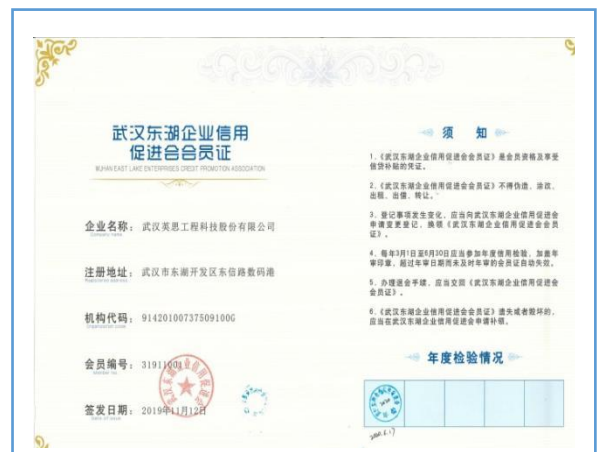 武汉东湖企业信用
促进会会员证
WUHAN EAST LAKE ENTERPRISES CREDIT PROMOTION ASSOCIATION
企业名称：武汉英思工程科技股份有限公司
Company name
注册地址：武汉市东湖开发区东信路数码港
Registration address
机构代码：91420100737509100G
Organization code
会员编号：31911001
Member no
签发日期：2019年11月12日
Date of issue
须 知
1.《武汉东湖企业信用促进会会员证》是会员资格及享受
信贷补贴的凭证。
2.《武汉东湖企业信用促进会会员证》不得伪造、涂改、
出租、出借、转让。
3. 登记事项发生变化，应当向武汉东湖企业信用促进会
申请变更登记，换领《武汉东湖企业信用促进会会员
证》。
4. 每年3月1日至6月30日应当参加年度信用检验，加盖年
审印章，超过年审日期而未及时年审的会员证自动失效。
5. 办理退会手续，应当交回《武汉东湖企业信用促进会
会员证》。
6.《武汉东湖企业信用促进会会员证》遗失或者毁坏的，
应当在武汉东湖企业信用促进会申请补领。
年度检验情况
2020.6.17